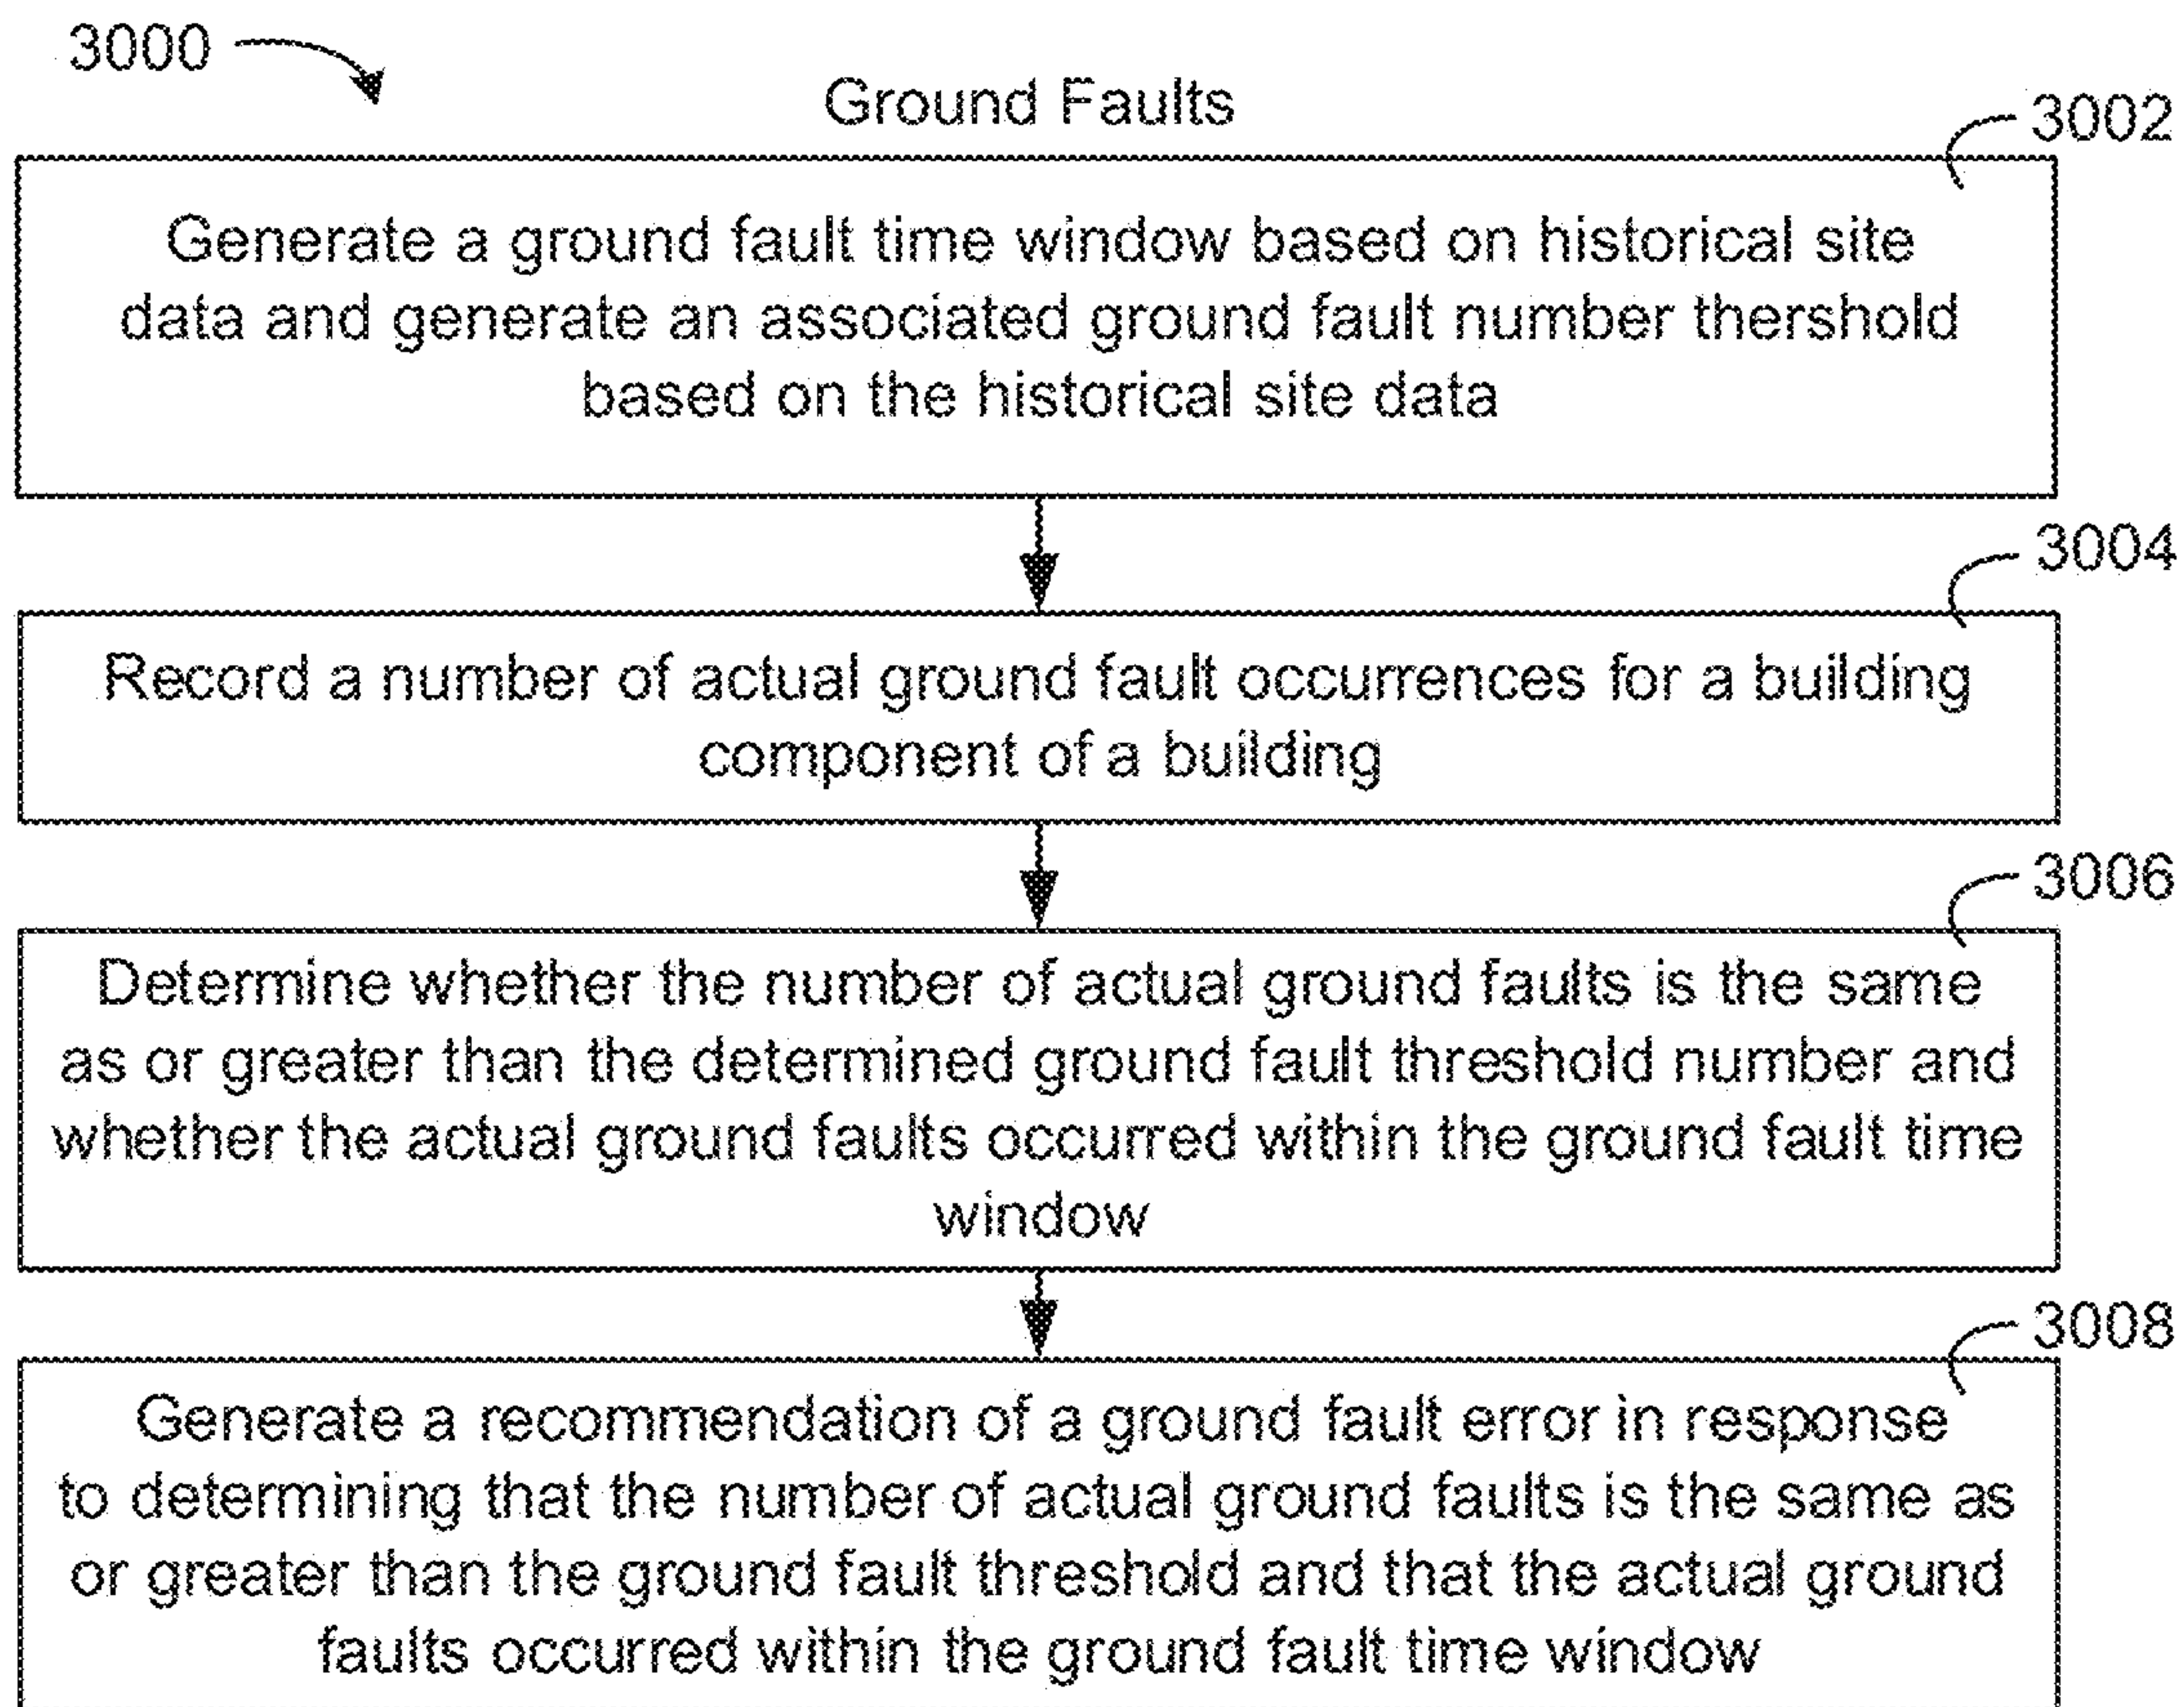 3000
Ground Faults
3002
Generate a ground fault time window based on historical site
data and generate an associated ground fault number thershold
based on the historical site data
3004
Record a number of actual ground fault occurrences for a building
component of a building
3006
Determine whether the number of actual ground faults is the same
as or greater than the determined ground fault threshold number and
whether the actual ground faults occurred within the ground fault time
window
3008
Generate a recommendation of a ground fault error in response
to determining that the number of actual ground faults is the same as
or greater than the ground fault threshold and that the actual ground
faults occurred within the ground fault time window